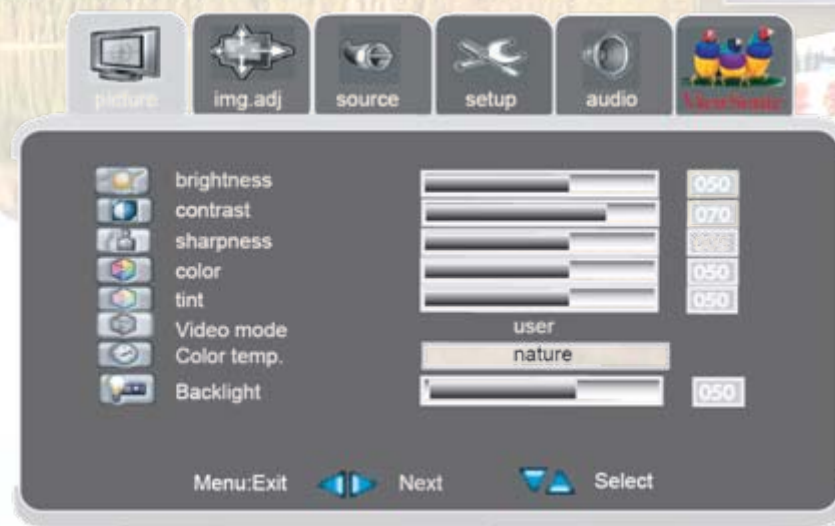 picture
img.adj
source
setup
audio
ViewSonic
brightness 050
contrast 070
sharpness
color 050
tint 050
Video mode user
Color temp. nature
Backlight 050
Menu:Exit Next Select